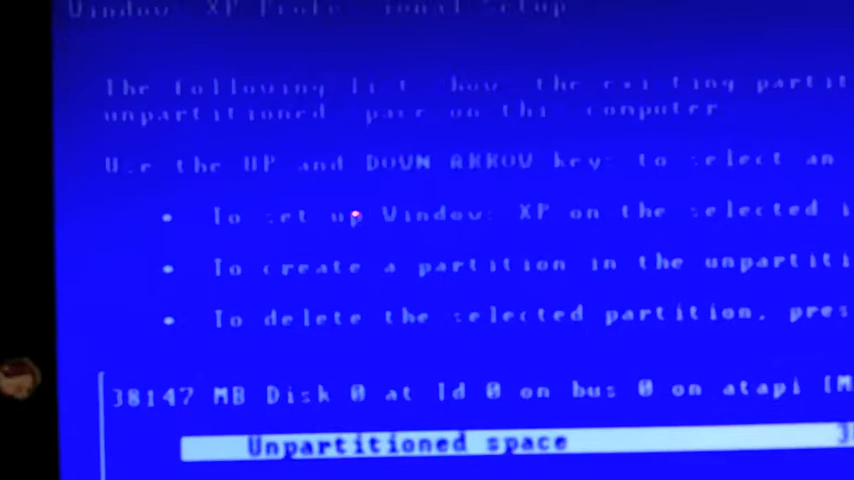 Windows XP Professional Setup
The following list shows the existing partit
unpartitioned space on this computer
Use the UP and DOWN ARROW keys to select an
• To set up Windows XP on the selected i
• To create a partition in the unpartiti
• To delete the selected partition, pres
38147 MB Disk 0 at Id 0 on bus 0 on atapi [M
Unpartitioned space 3